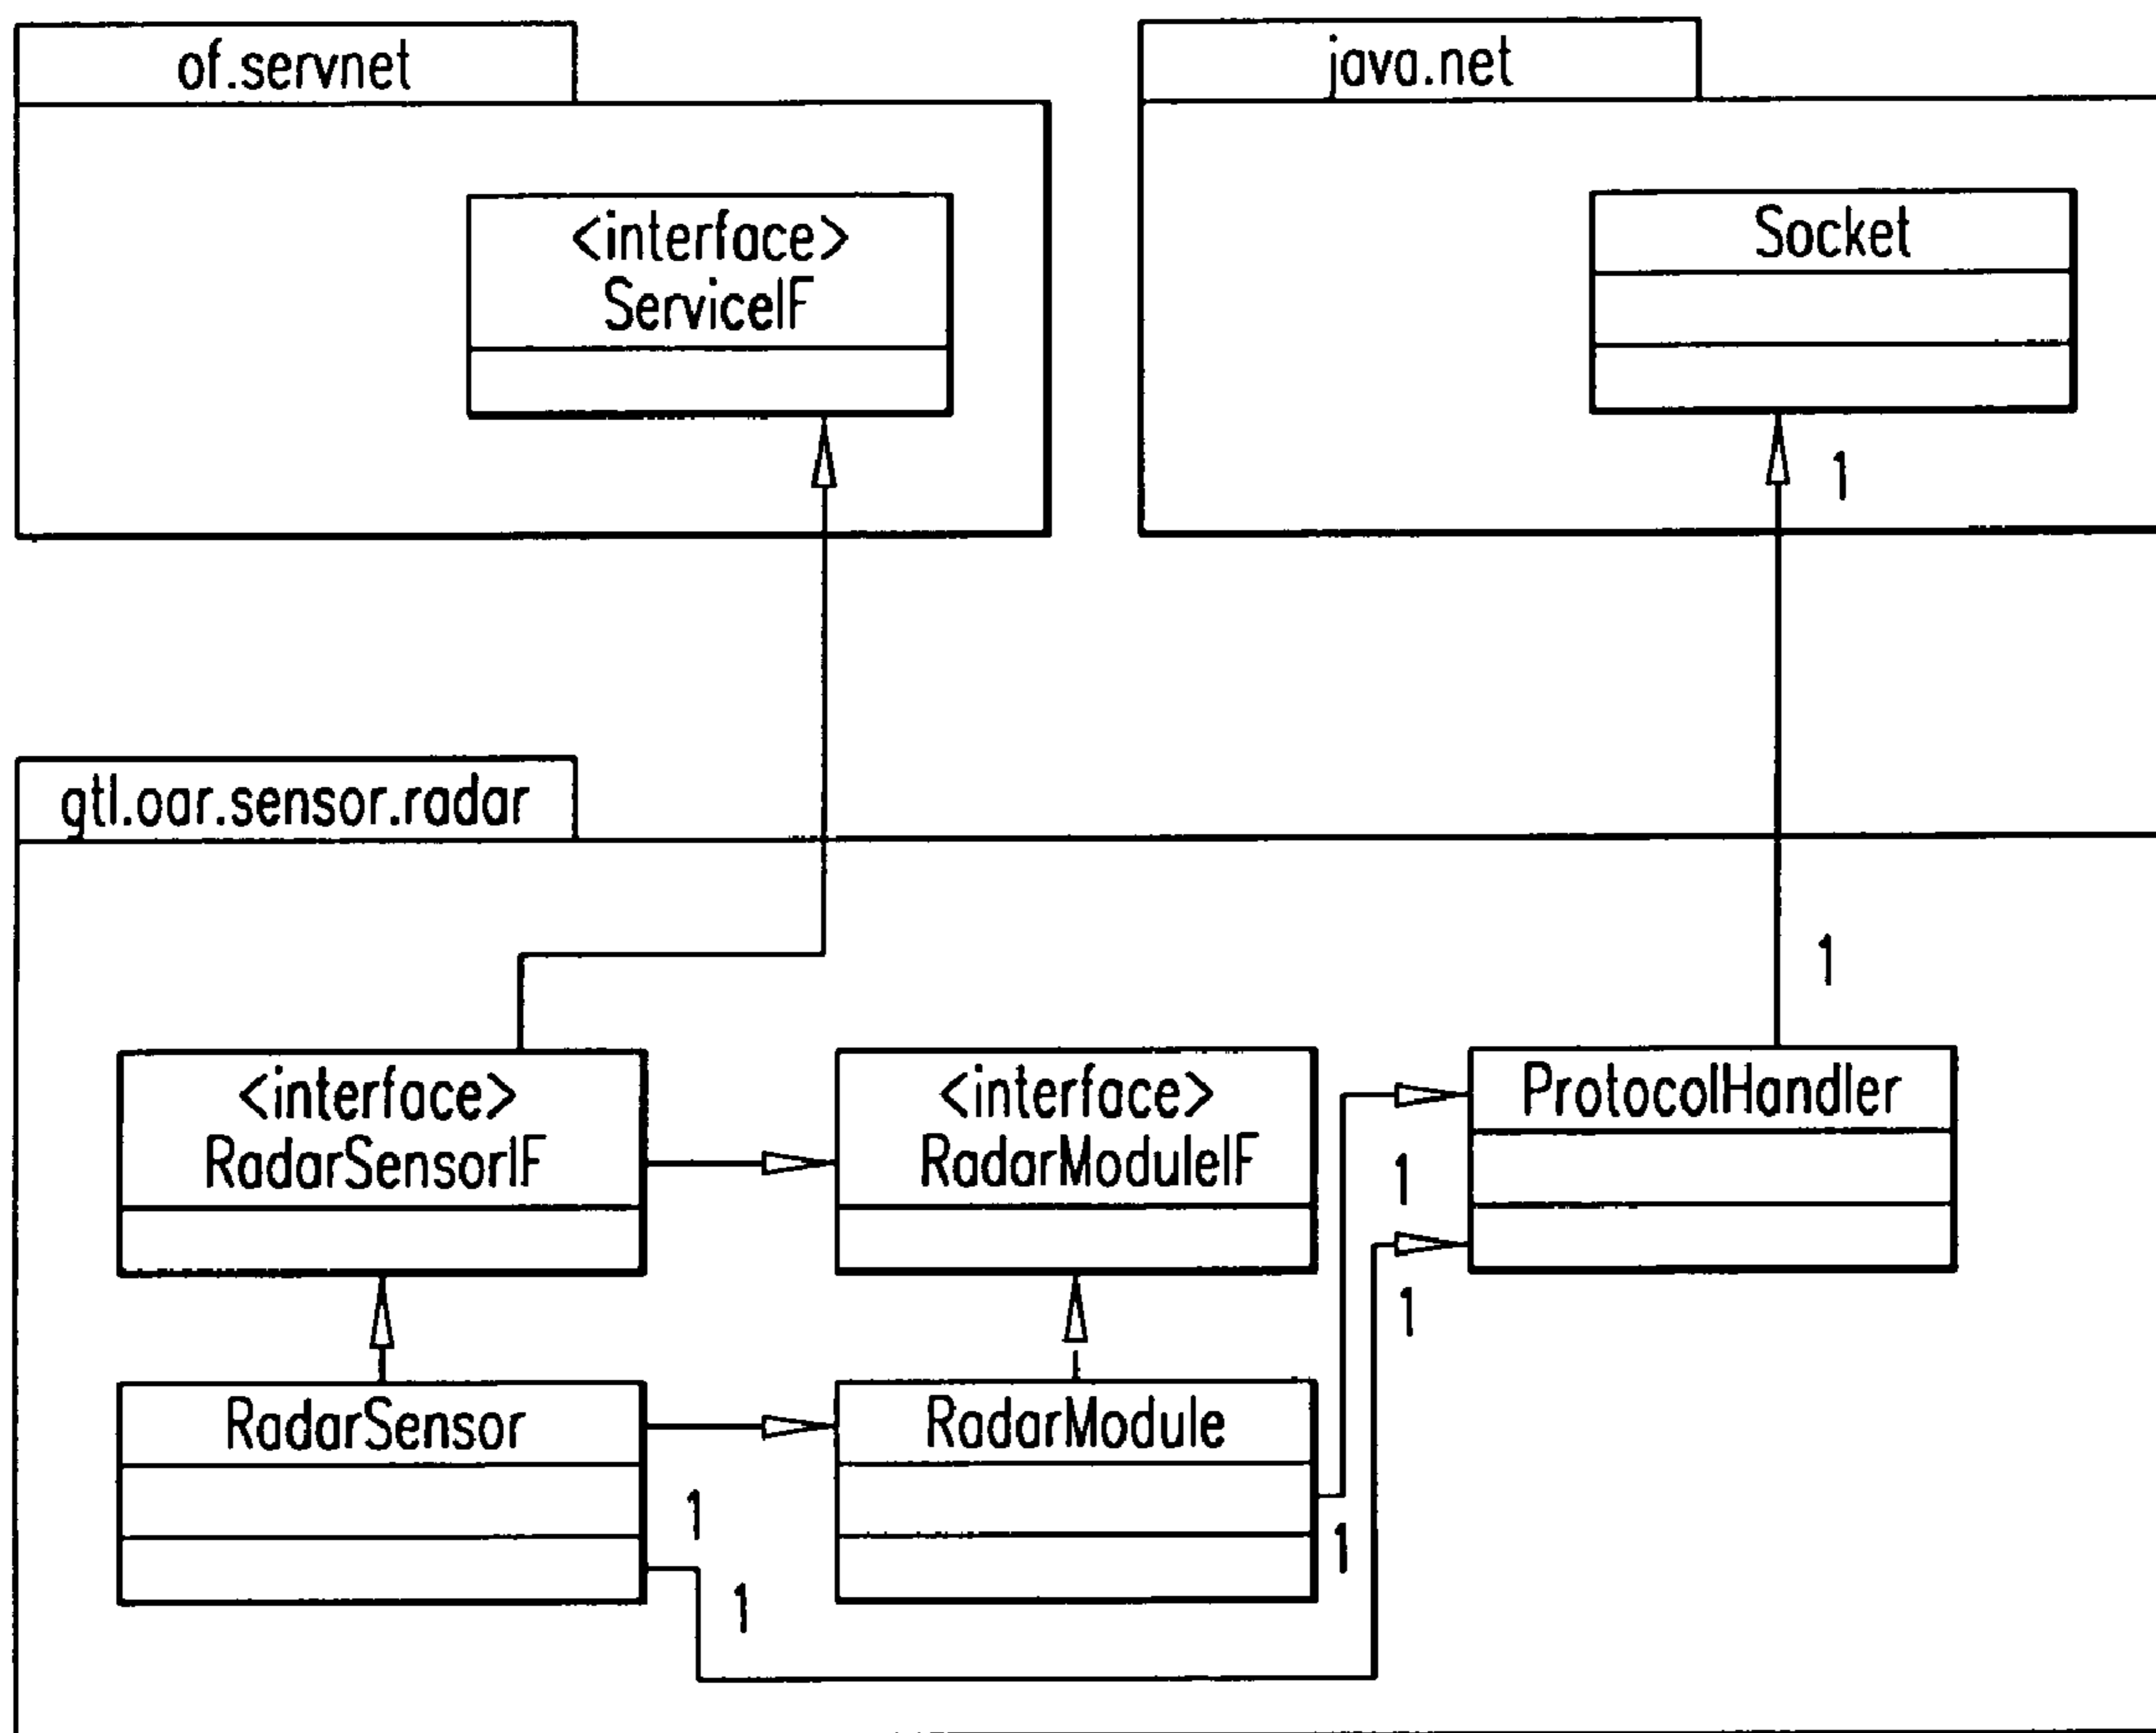 of.servnet
java.net
<interface>
ServiceIF
Socket
1
gtl.oar.sensor.radar
1
<interface>
RadarSensorIF
<interface>
RadarModuleIF
ProtocolHandler
1
1
RadarSensor
RadarModule
1
1
1